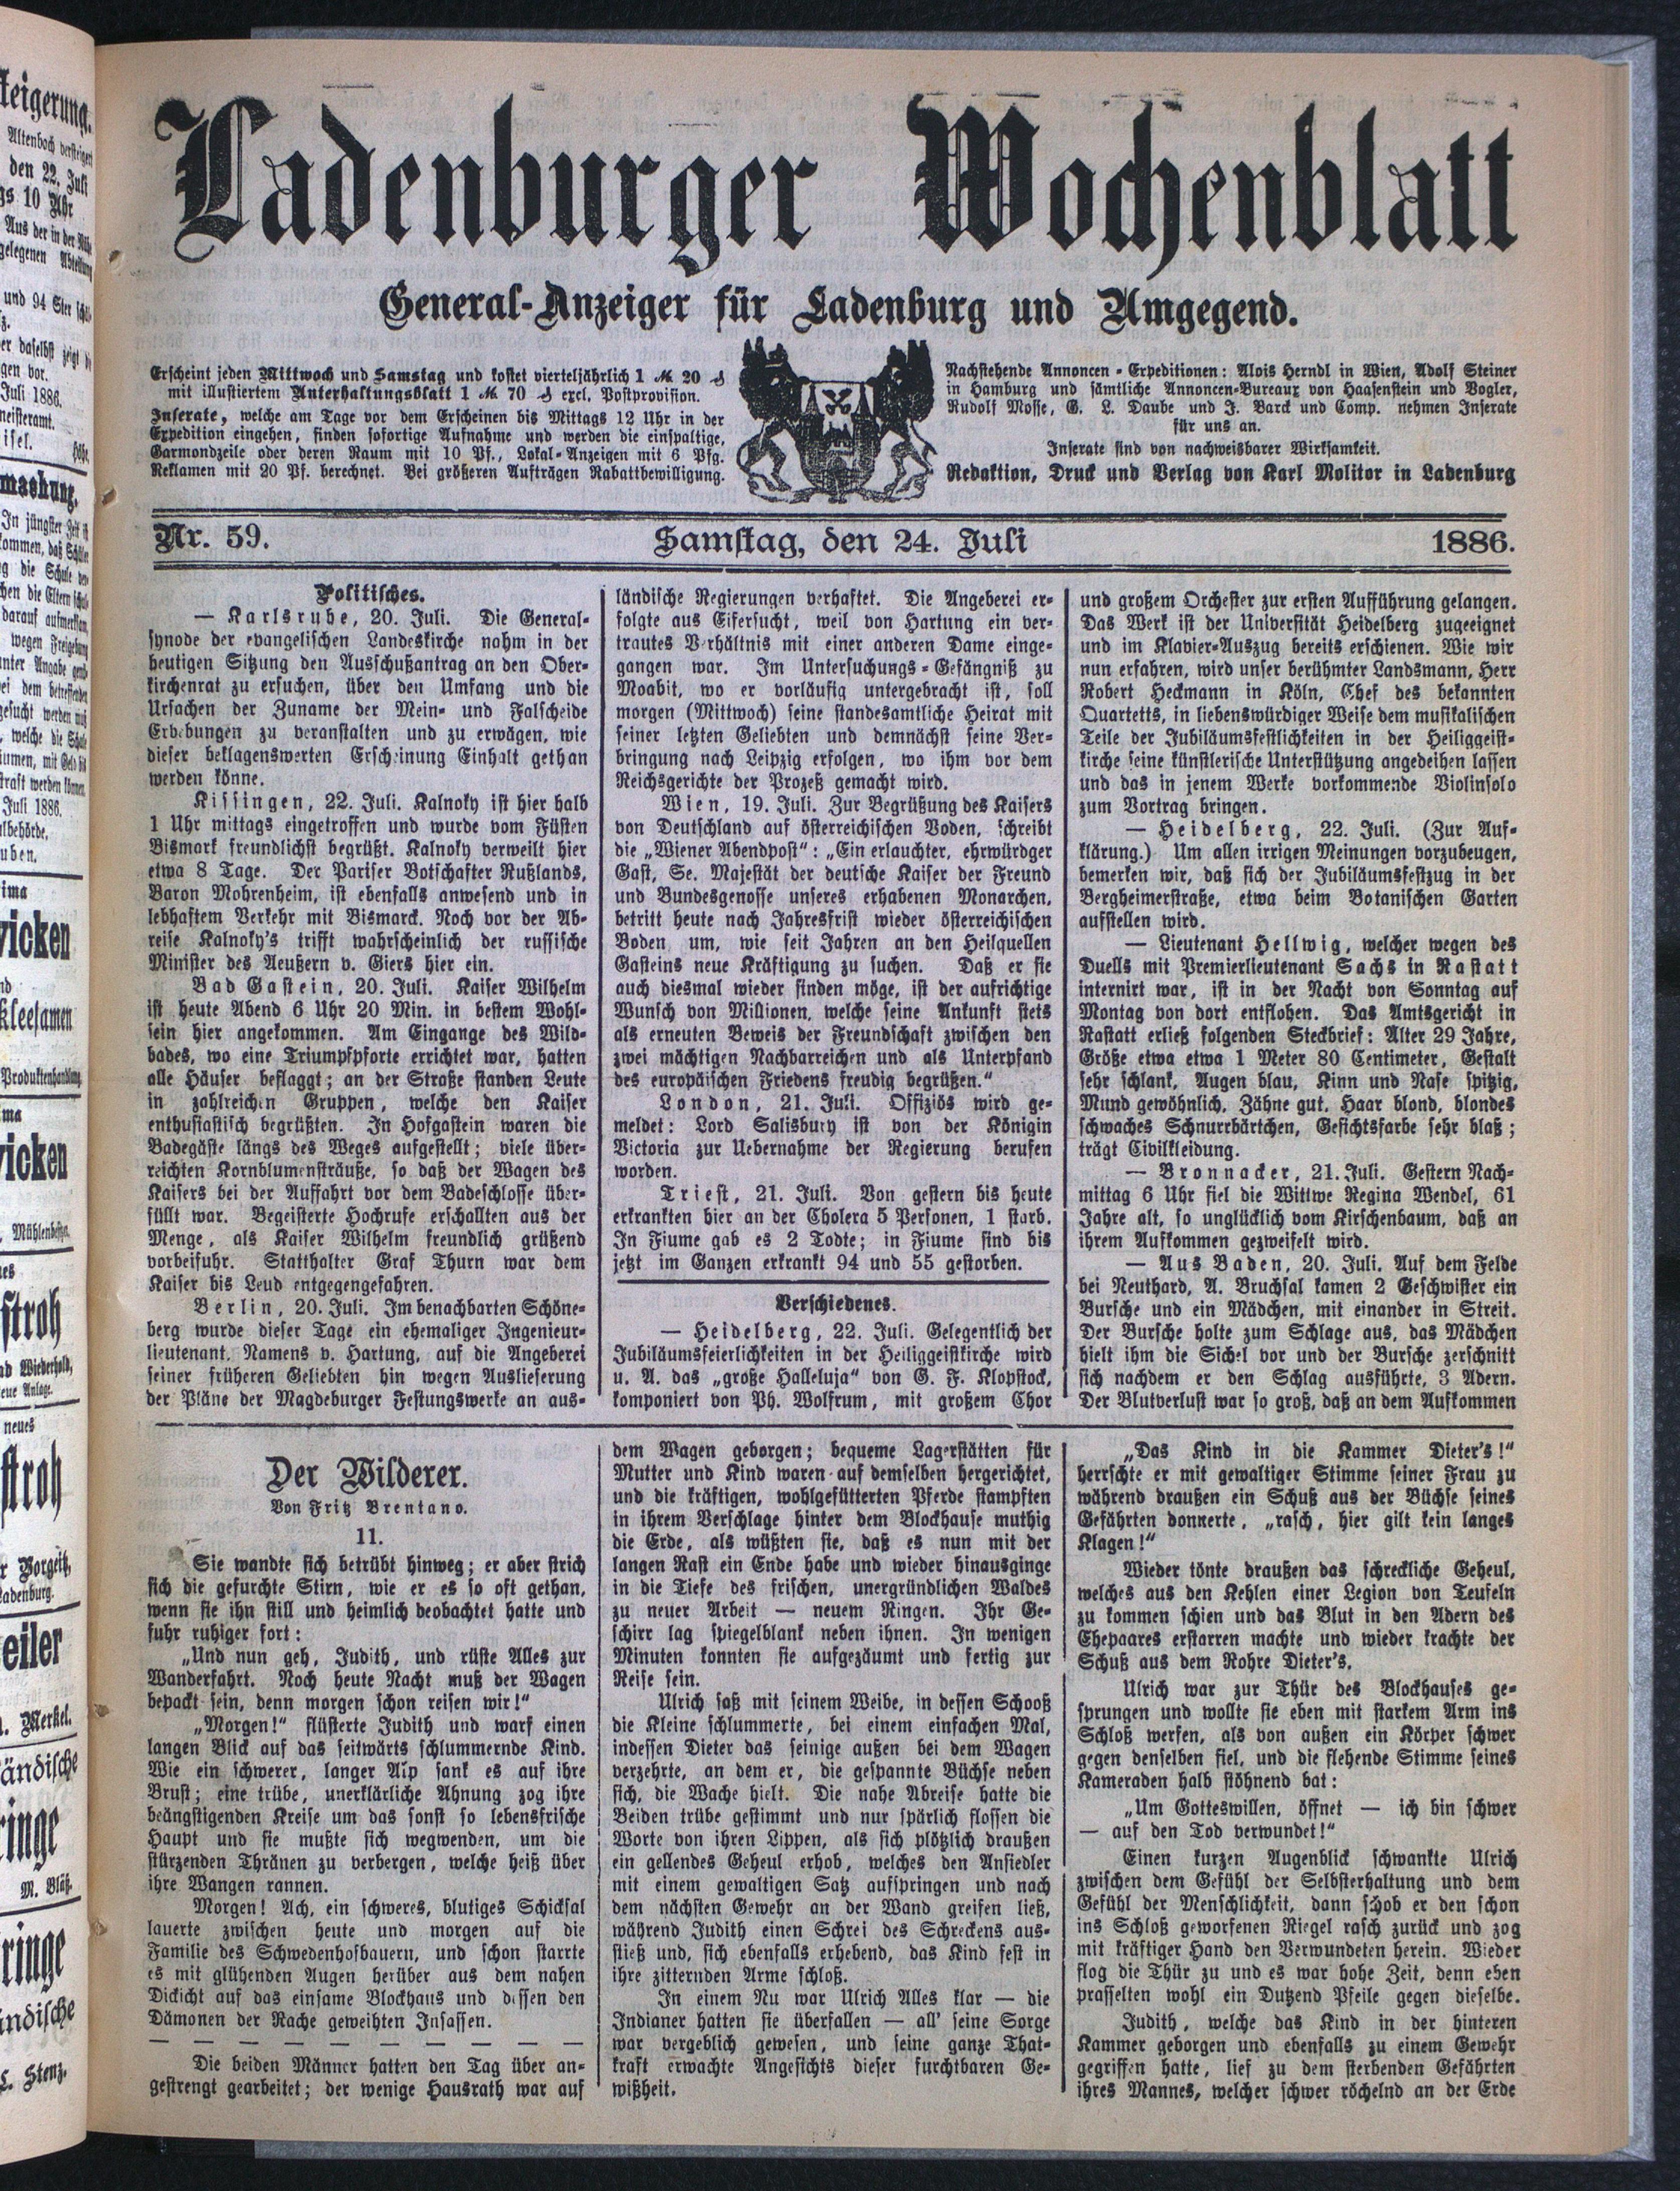 Ladenburger Wochenblatt
General-Anzeiger für Ladenburg und Umgegend.
Erscheint jeden Mittwoch und Samstag und kostet vierteljährlich 1 M. 20 ₰
mit illustiertem Unterhaltungsblatt 1 M. 70 ₰ excl. Postprovision.
Inserate, welche am Tage vor dem Erscheinen bis Mittags 12 Uhr in der
Expedition eingehen, finden sofortige Aufnahme und werden die einspaltige,
Garmondzeile oder deren Raum mit 10 Pf., Lokal-Anzeigen mit 6 Pfg.
Reklamen mit 20 Pf. berechnet. Bei größeren Aufträgen Rabattbewilligung.
Nachstehende Annoncen-Expeditionen: Alois Herndl in Wien, Adolf Steiner
in Hamburg und sämtliche Annoncen-Bureaux von Haasenstein und Vogler,
Rudolf Mosse, G. L. Daube und J. Barck und Comp. nehmen Inserate
für uns an.
Inserate sind von nachweisbarer Wirksamkeit.
Redaktion, Druck und Verlag von Karl Molitor in Ladenburg
Nr. 59. Samstag, den 24. Juli 1886.
Politisches.
— Karlsrube, 20. Juli. Die General-
synode der evangelischen Landeskirche nahm in der
heutigen Sitzung den Ausschußantrag an den Ober-
kirchenrat zu ersuchen, über den Umfang und die
Ursachen der Zuname der Mein- und Falscheide
Erhebungen zu veranstalten und zu erwägen, wie
dieser beklagenswerten Erscheinung Einhalt gethan
werden könne.
Kissingen, 22. Juli. Kalnoky ist hier halb
1 Uhr mittags eingetroffen und wurde vom Füsten
Bismark freundlichst begrüßt. Kalnoky verweilt hier
etwa 8 Tage. Der Pariser Botschafter Rußlands,
Baron Mohrenheim, ist ebenfalls anwesend und in
lebhaftem Verkehr mit Bismarck. Noch vor der Ab-
reise Kalnoky's trifft wahrscheinlich der russische
Minister des Aeußern v. Giers hier ein.
Bad Gastein, 20. Juli. Kaiser Wilhelm
ist heute Abend 6 Uhr 20 Min. in bestem Wohl-
sein hier angekommen. Am Eingange des Wild-
bades, wo eine Triumpfpforte errichtet war, hatten
alle Häuser beflaggt; an der Straße standen Leute
in zahlreichen Gruppen, welche den Kaiser
enthusiastisch begrüßten. In Hofgastein waren die
Badegäste längs des Weges aufgestellt; viele über-
reichten Kornblumensträuße, so daß der Wagen des
Kaisers bei der Auffahrt vor dem Badeschlosse über-
füllt war. Begeisterte Hochrufe erschallten aus der
Menge, als Kaiser Wilhelm freundlich grüßend
vorbeifuhr. Statthalter Graf Thurn war dem
Kaiser bis Leud entgegengefahren.
Berlin, 20. Juli. Im benachbarten Schöne-
berg wurde dieser Tage ein ehemaliger Ingenieur-
lieutenant, Namens v. Hartung, auf die Angeberei
seiner früheren Geliebten hin wegen Auslieferung
der Pläne der Magdeburger Festungswerke an aus-
ländische Regierungen verhaftet. Die Angeberei er-
folgte aus Eifersucht, weil von Hartung ein ver-
trautes Verhältnis mit einer anderen Dame einge-
gangen war. Im Untersuchungs-Gefängniß zu
Moabit, wo er vorläufig untergebracht ist, soll
morgen (Mittwoch) seine standesamtliche Heirat mit
seiner letzten Geliebten und demnächst seine Ver-
bringung nach Leipzig erfolgen, wo ihm vor dem
Reichsgerichte der Prozeß gemacht wird.
Wien, 19. Juli. Zur Begrüßung des Kaisers
von Deutschland auf österreichischen Boden, schreibt
die „Wiener Abendpost“: „Ein erlauchter, ehrwürdger
Gast, Se. Majestät der deutsche Kaiser der Freund
und Bundesgenosse unseres erhabenen Monarchen,
betritt heute nach Jahresfrist wieder österreichischen
Boden um, wie seit Jahren an den Heilquellen
Gasteins neue Kräftigung zu suchen. Daß er sie
auch diesmal wieder finden möge, ist der aufrichtige
Wunsch von Millionen, welche seine Ankunft stets
als erneuten Beweis der Freundschaft zwischen den
zwei mächtigen Nachbarreichen und als Unterpfand
des europäischen Friedens freudig begrüßen.“
London, 21. Juli. Offiziös wird ge-
meldet: Lord Salisbury ist von der Königin
Victoria zur Uebernahme der Regierung berufen
worden.
Triest, 21. Juli. Von gestern bis heute
erkrankten hier an der Cholera 5 Personen, 1 starb.
In Fiume gab es 2 Todte; in Fiume sind bis
jetzt im Ganzen erkrankt 94 und 55 gestorben.
Verschiedenes.
— Heidelberg, 22. Juli. Gelegentlich der
Jubiläumsfeierlichkeiten in der Heiliggeistkirche wird
u. A. das „große Halleluja“ von G. F. Klopstock,
komponiert von Ph. Wolfrum, mit großem Chor
und großem Orchester zur ersten Aufführung gelangen.
Das Werk ist der Universität Heidelberg zugeeignet
und im Klavier-Auszug bereits erschienen. Wie wir
nun erfahren, wird unser berühmter Landsmann, Herr
Robert Heckmann in Köln, Chef des bekannten
Quartetts, in liebenswürdiger Weise dem musikalischen
Teile der Jubiläumsfestlichkeiten in der Heiliggeist-
kirche seine künstlerische Unterstützung angedeihen lassen
und das in jenem Werke vorkommende Violinsolo
zum Vortrag bringen.
— Heidelberg, 22. Juli. (Zur Auf-
klärung.) Um allen irrigen Meinungen vorzubeugen,
bemerken wir, daß sich der Jubiläumsfestzug in der
Bergheimerstraße, etwa beim Botanischen Garten
aufstellen wird.
— Lieutenant Hellwig, welcher wegen des
Duells mit Premierlieutenant Sachs in Rastatt
internirt war, ist in der Nacht von Sonntag auf
Montag von dort entflohen. Das Amtsgericht in
Rastatt erließ folgenden Steckbrief: Alter 29 Jahre,
Größe etwa etwa 1 Meter 80 Centimeter, Gestalt
sehr schlank, Augen blau, Kinn und Nase spitzig,
Mund gewöhnlich, Zähne gut, Haar blond, blondes
schwaches Schnurrbärtchen, Gesichtsfarbe sehr blaß;
trägt Civilkleidung.
— Bronnacker, 21. Juli. Gestern Nach-
mittag 6 Uhr fiel die Wittwe Regina Wendel, 61
Jahre alt, so unglücklich vom Kirschenbaum, daß an
ihrem Aufkommen gezweifelt wird.
— Aus Baden, 20. Juli. Auf dem Felde
bei Neuthard, A. Bruchsal kamen 2 Geschwister ein
Bursche und ein Mädchen, mit einander in Streit.
Der Bursche holte zum Schlage aus, das Mädchen
hielt ihm die Sichel vor und der Bursche zerschnitt
sich nachdem er den Schlag ausführte, 3 Adern.
Der Blutverlust war so groß, daß an dem Aufkommen
Der Wilderer.
Von Fritz Brentano.
11.
Sie wandte sich betrübt hinweg; er aber strich
sich die gefurchte Stirn, wie er es so oft gethan,
wenn sie ihn still und heimlich beobachtet hatte und
fuhr ruhiger fort:
„Und nun geh, Judith, und rüste Alles zur
Wanderfahrt. Noch heute Nacht muß der Wagen
bepackt sein, denn morgen schon reisen wir!“
„Morgen!“ flüsterte Judith und warf einen
langen Blick auf das seitwärts schlummernde Kind.
Wie ein schwerer, langer Alp sank es auf ihre
Brust; eine trübe, unerklärliche Ahnung zog ihre
beängstigenden Kreise um das sonst so lebensfrische
Haupt und sie mußte sich wegwenden, um die
stürzenden Thränen zu verbergen, welche heiß über
ihre Wangen rannen.
Morgen! Ach, ein schweres, blutiges Schicksal
lauerte zwischen heute und morgen auf die
Familie des Schwedenhofbauern, und schon starrte
es mit glühenden Augen herüber aus dem nahen
Dickicht auf das einsame Blockhaus und dessen den
Dämonen der Rache geweihten Insassen.
— — — — — — — — — —
Die beiden Männer hatten den Tag über an-
gestrengt gearbeitet; der wenige Hausrath war auf
dem Wagen geborgen; bequeme Lagerstätten für
Mutter und Kind waren auf demselben hergerichtet,
und die kräftigen, wohlgefütterten Pferde stampften
in ihrem Verschlage hinter dem Blockhause muthig
die Erde, als wüßten sie, daß es nun mit der
langen Rast ein Ende habe und wieder hinausginge
in die Tiefe des frischen, unergründlichen Waldes
zu neuer Arbeit — neuem Ringen. Ihr Ge-
schirr lag spiegelblank neben ihnen. In wenigen
Minuten konnten sie aufgezäumt und fertig zur
Reise sein.
Ulrich saß mit seinem Weibe, in dessen Schooß
die Kleine schlummerte, bei einem einfachen Mal,
indessen Dieter das seinige außen bei dem Wagen
verzehrte, an dem er, die gespannte Büchse neben
sich, die Wache hielt. Die nahe Abreise hatte die
Beiden trübe gestimmt und nur spärlich flossen die
Worte von ihren Lippen, als sich plötzlich draußen
ein gellendes Geheul erhob, welches den Ansiedler
mit einem gewaltigen Satz aufspringen und nach
dem nächsten Gewehr an der Wand greifen ließ,
während Judith einen Schrei des Schreckens aus-
stieß und, sich ebenfalls erhebend, das Kind fest in
ihre zitternden Arme schloß.
In einem Nu war Ulrich Alles klar — die
Indianer hatten sie überfallen — all' seine Sorge
war vergeblich gewesen, und seine ganze That-
kraft erwachte Angesichts dieser furchtbaren Ge-
wißheit.
„Das Kind in die Kammer Dieter's!“
herrschte er mit gewaltiger Stimme seiner Frau zu
während draußen ein Schuß aus der Büchse seines
Gefährten donnerte, „rasch, hier gilt kein langes
Klagen!“
Wieder tönte draußen das schreckliche Geheul,
welches aus den Kehlen einer Legion von Teufeln
zu kommen schien und das Blut in den Adern des
Ehepaares erstarren machte und wieder krachte der
Schuß aus dem Rohre Dieter's.
Ulrich war zur Thür des Blockhauses ge-
sprungen und wollte sie eben mit starkem Arm ins
Schloß werfen, als von außen ein Körper schwer
gegen denselben fiel, und die flehende Stimme seines
Kameraden halb stöhnend bat:
„Um Gotteswillen, öffnet — ich bin schwer
— auf den Tod verwundet!“
Einen kurzen Augenblick schwankte Ulrich
zwischen dem Gefühl der Selbsterhaltung und dem
Gefühl der Menschlichkeit, dann schob er den schon
ins Schloß geworfenen Riegel rasch zurück und zog
mit kräftiger Hand den Verwundeten herein. Wieder
flog die Thür zu und es war hohe Zeit, denn eben
prasselten wohl ein Dutzend Pfeile gegen dieselbe.
Judith, welche das Kind in der hinteren
Kammer geborgen und ebenfalls zu einem Gewehr
gegriffen hatte, lief zu dem sterbenden Gefährten
ihres Mannes, welcher schwer röchelnd an der Erde